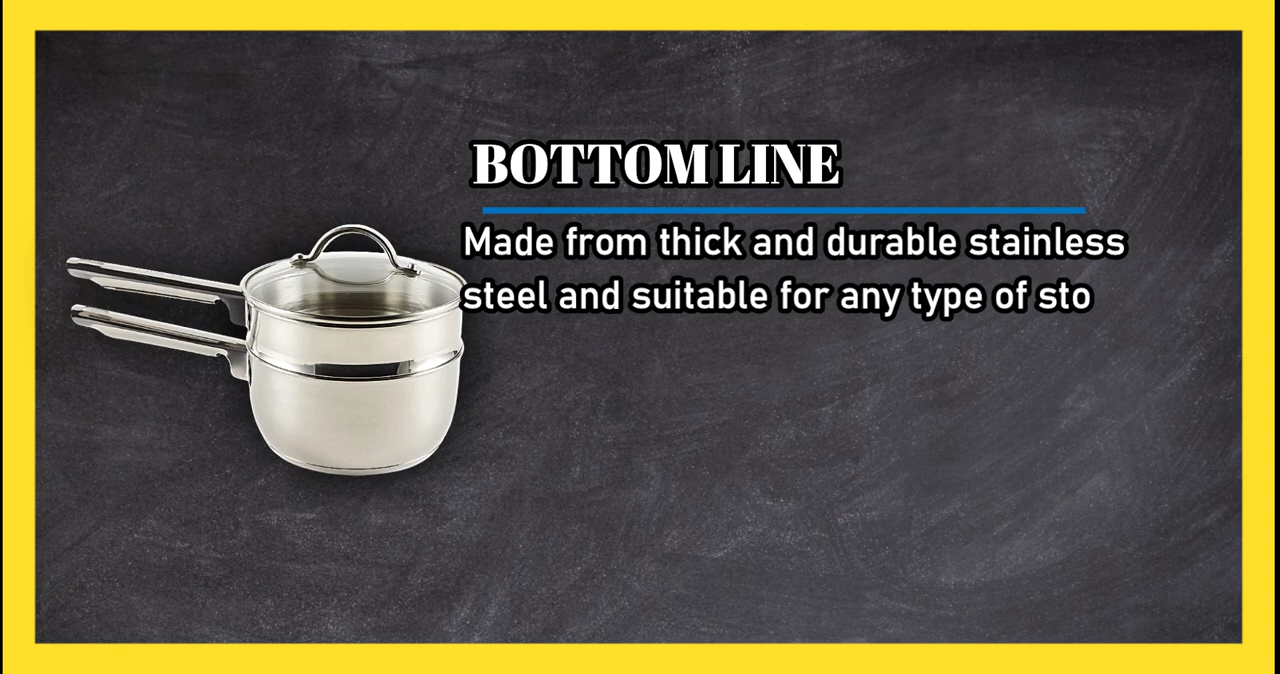 BOTTOM LINE
Made from thick and durable stainless
steel and suitable for any type of sto